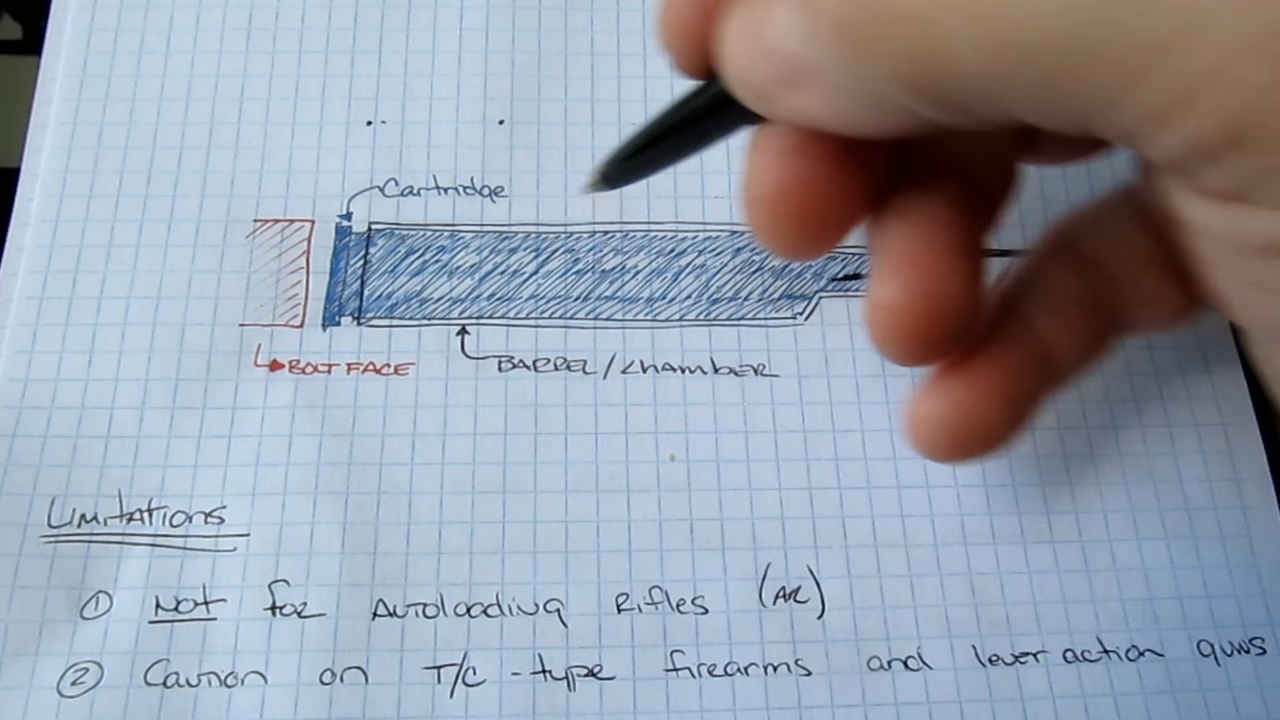 Cartridge
BOLT FACE
BARREL/Chamber
Limitations
① Not for Autoloading Rifles (AR)
② Caution on T/C-type firearms and lever action guns